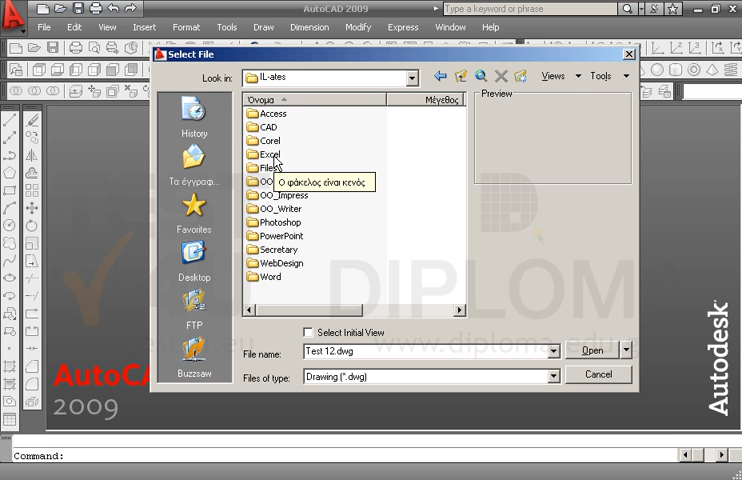 AutoCAD 2009
Type a keyword or phrase
File Edit View Insert Format Tools Draw Dimension Modify Express Window Help
Select File
Look in: IL-ates
Views Tools
Όνομα Μέγεθος
Preview
History
Τα έγγραφ...
Favorites
Desktop
FTP
Buzzsaw
Access
CAD
Corel
Excel
Files
OO
Ο φάκελος είναι κενός
OO_Impress
OO_Writer
Photoshop
PowerPoint
Secretary
WebDesign
Word
Select Initial View
File name: Test 12.dwg
Open
Files of type: Drawing (*.dwg)
Cancel
DIPLOM
AutoCA
2009
Autodesk
Command: